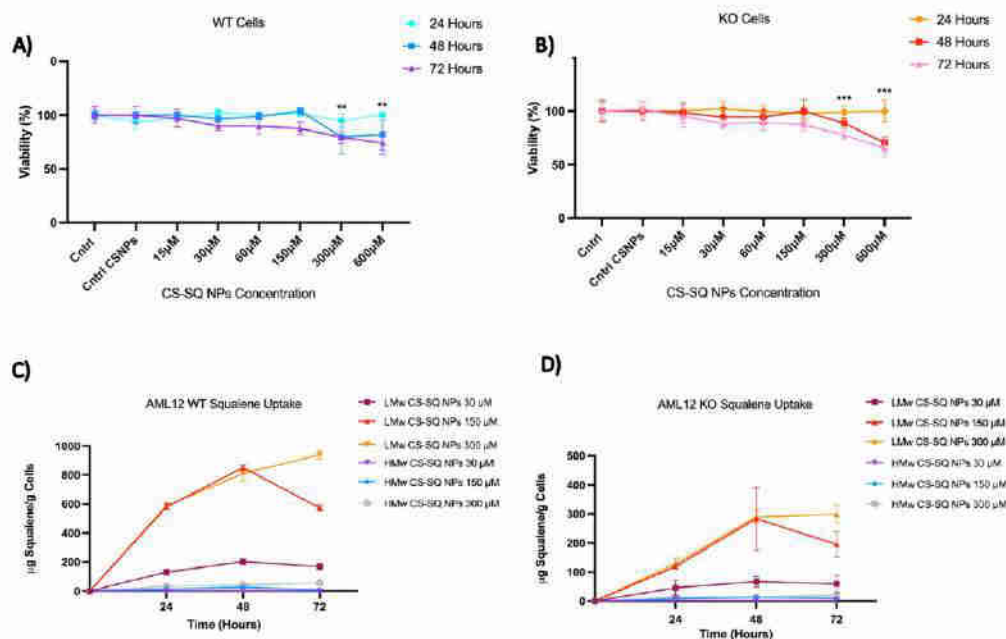 A)
WT Cells
24 Hours
48 Hours
72 Hours
0
100
50
0
Viability (%)
Cntrl
Cntrl CSNPs
15µM
30µM
60µM
150µM
300µM
600µM
**
**
CS-SQ NPs Concentration
B)
KO Cells
24 Hours
48 Hours
72 Hours
100
50
0
Viability (%)
Cntrl
Cntrl CSNPs
15µM
30µM
60µM
150µM
300µM
600µM
***
***
CS-SQ NPs Concentration
C)
AML12 WT Squalene Uptake
LMw CS-SQ NPs 30 µM
LMw CS-SQ NPs 150 µM
LMw CS-SQ NPs 300 µM
HMw CS-SQ NPs 30 µM
HMw CS-SQ NPs 150 µM
HMw CS-SQ NPs 300 µM
1000
800
600
400
200
0
µg Squalene/g Cells
24
48
72
Time (Hours)
D)
AML12 KO Squalene Uptake
LMw CS-SQ NPs 30 µM
LMw CS-SQ NPs 150 µM
LMw CS-SQ NPs 300 µM
HMw CS-SQ NPs 30 µM
HMw CS-SQ NPs 150 µM
HMw CS-SQ NPs 300 µM
500
400
300
200
100
0
µg Squalene/g Cells
24
48
72
Time (Hours)